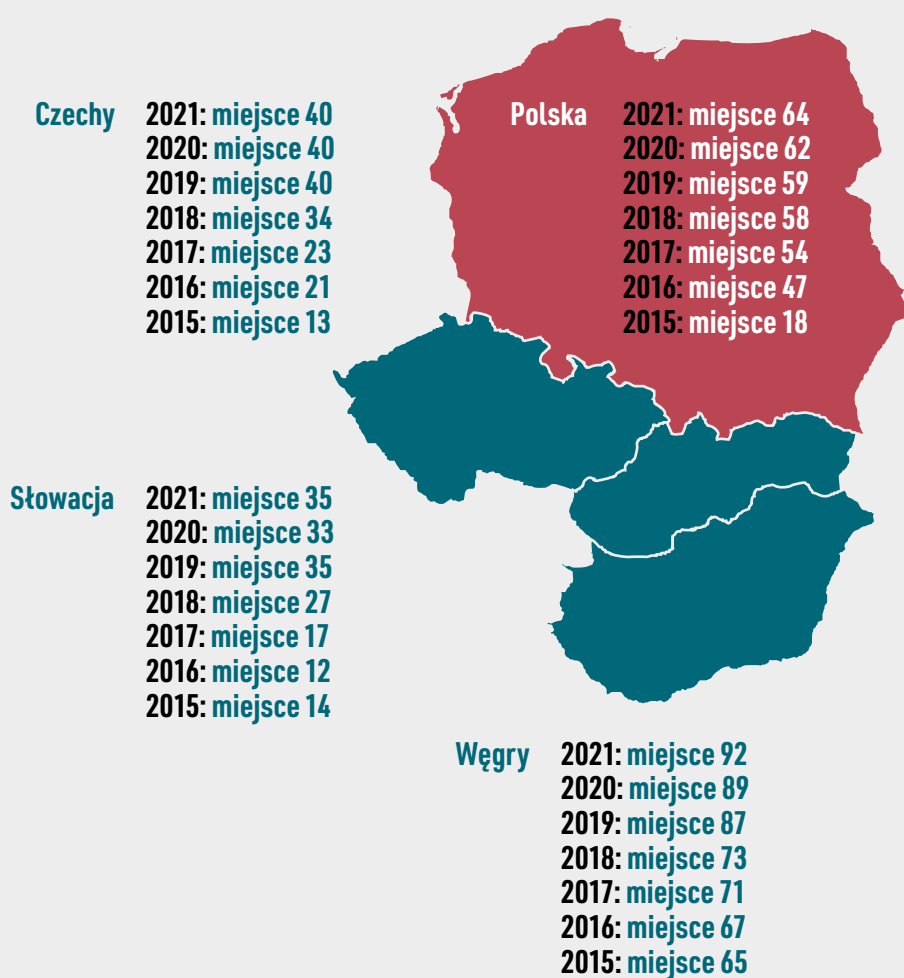 Czechy 2021: miejsce 40
2020: miejsce 40
2019: miejsce 40
2018: miejsce 34
2017: miejsce 23
2016: miejsce 21
2015: miejsce 13
Polska 2021: miejsce 64
2020: miejsce 62
2019: miejsce 59
2018: miejsce 58
2017: miejsce 54
2016: miejsce 47
2015: miejsce 18
Słowacja 2021: miejsce 35
2020: miejsce 33
2019: miejsce 35
2018: miejsce 27
2017: miejsce 17
2016: miejsce 12
2015: miejsce 14
Węgry 2021: miejsce 92
2020: miejsce 89
2019: miejsce 87
2018: miejsce 73
2017: miejsce 71
2016: miejsce 67
2015: miejsce 65